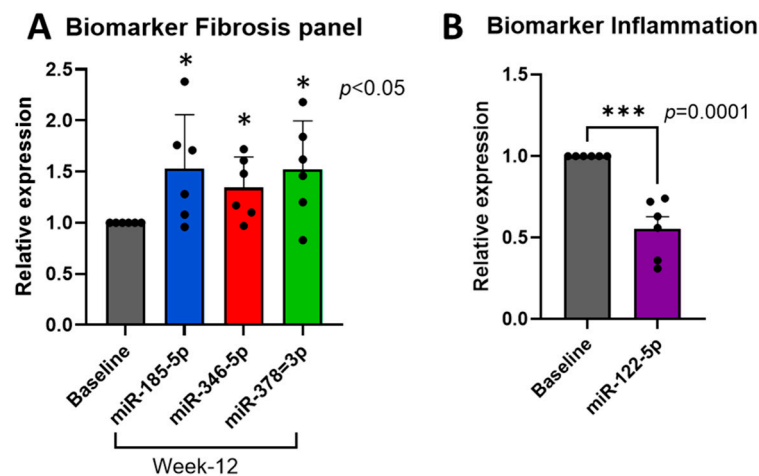 A Biomarker Fibrosis panel
Relative expression
2.5
2.0
1.5
1.0
0.5
0.0
*
*
*
p<0.05
Baseline
miR-185-5p
miR-346-5p
miR-378=3p
Week-12
B Biomarker Inflammation
Relative expression
1.5
1.0
0.5
0.0
***
p=0.0001
Baseline
miR-122-5p